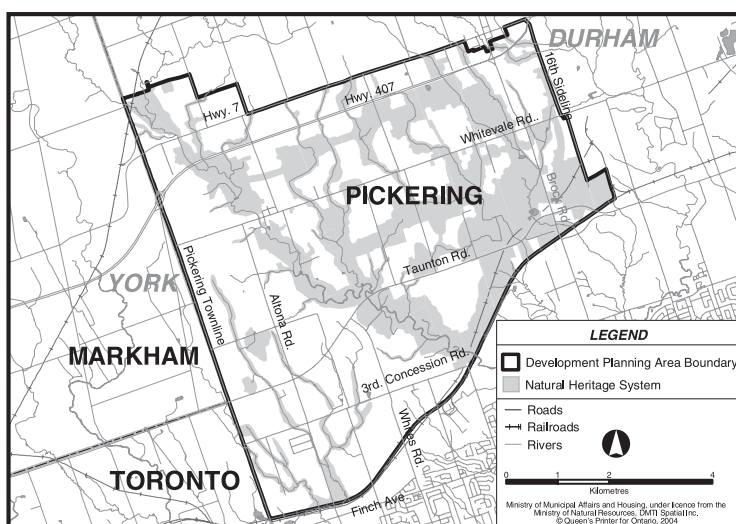 DURHAM
Hwy. 7
Hwy. 407
16th Sideline
Whitevale Rd..
PICKERING
Brock Rd.
Taunton Rd.
Pickering Townline
YORK
Altona Rd.
MARKHAM
3rd. Concession Rd.
Whites Rd.
TORONTO
Finch Ave.
LEGEND
Development Planning Area Boundary
Natural Heritage System
Roads
Railroads
Rivers
0 2 4
Kilometres
Ministry of Municipal Affairs and Housing, under licence from the
Ministry of Natural Resources, DMTI Spatial Inc.
© Queen's Printer for Ontario, 2004